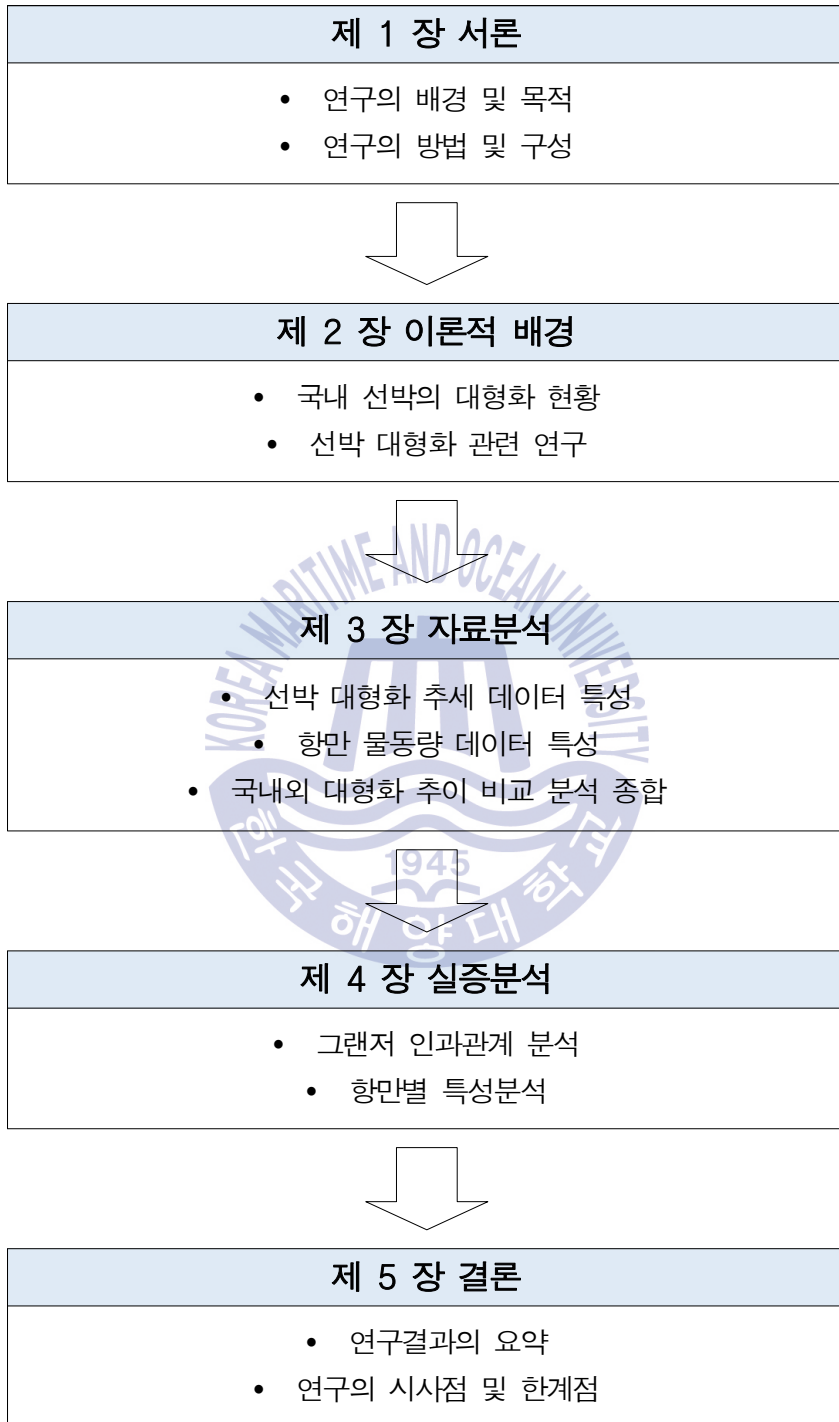 제 1 장 서론
• 연구의 배경 및 목적
• 연구의 방법 및 구성
제 2 장 이론적 배경
• 국내 선박의 대형화 현황
• 선박 대형화 관련 연구
KOREA MARITIME AND OCEAN UNIVERSITY
제 3 장 자료분석
• 선박 대형화 추세 데이터 특성
• 항만 물동량 데이터 특성
• 국내외 대형화 추이 비교 분석 종합
1945
한국해양대학교
제 4 장 실증분석
• 그랜저 인과관계 분석
• 항만별 특성분석
제 5 장 결론
• 연구결과의 요약
• 연구의 시사점 및 한계점